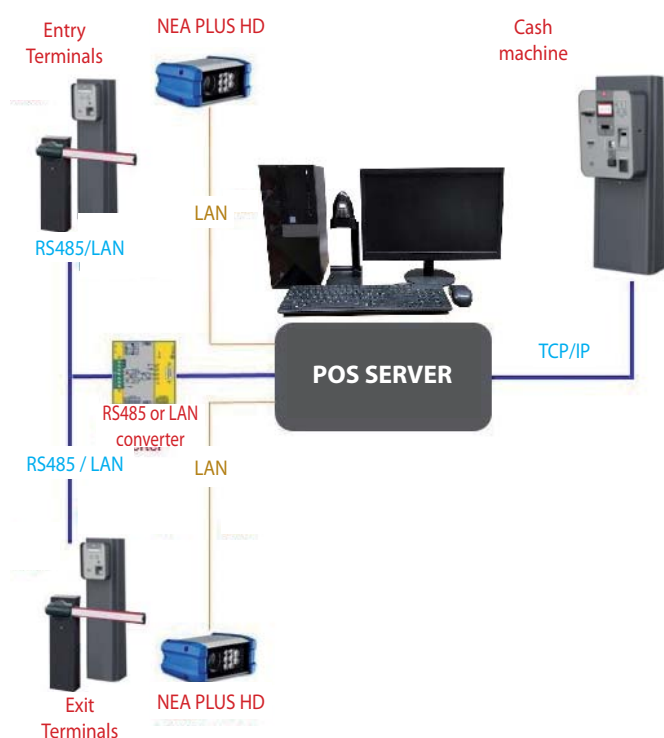 Entry
Terminals
NEA PLUS HD
Cash
machine
LAN
RS485/LAN
TCP/IP
POS SERVER
RS485 or LAN
converter
RS485 / LAN
LAN
Exit
Terminals
NEA PLUS HD